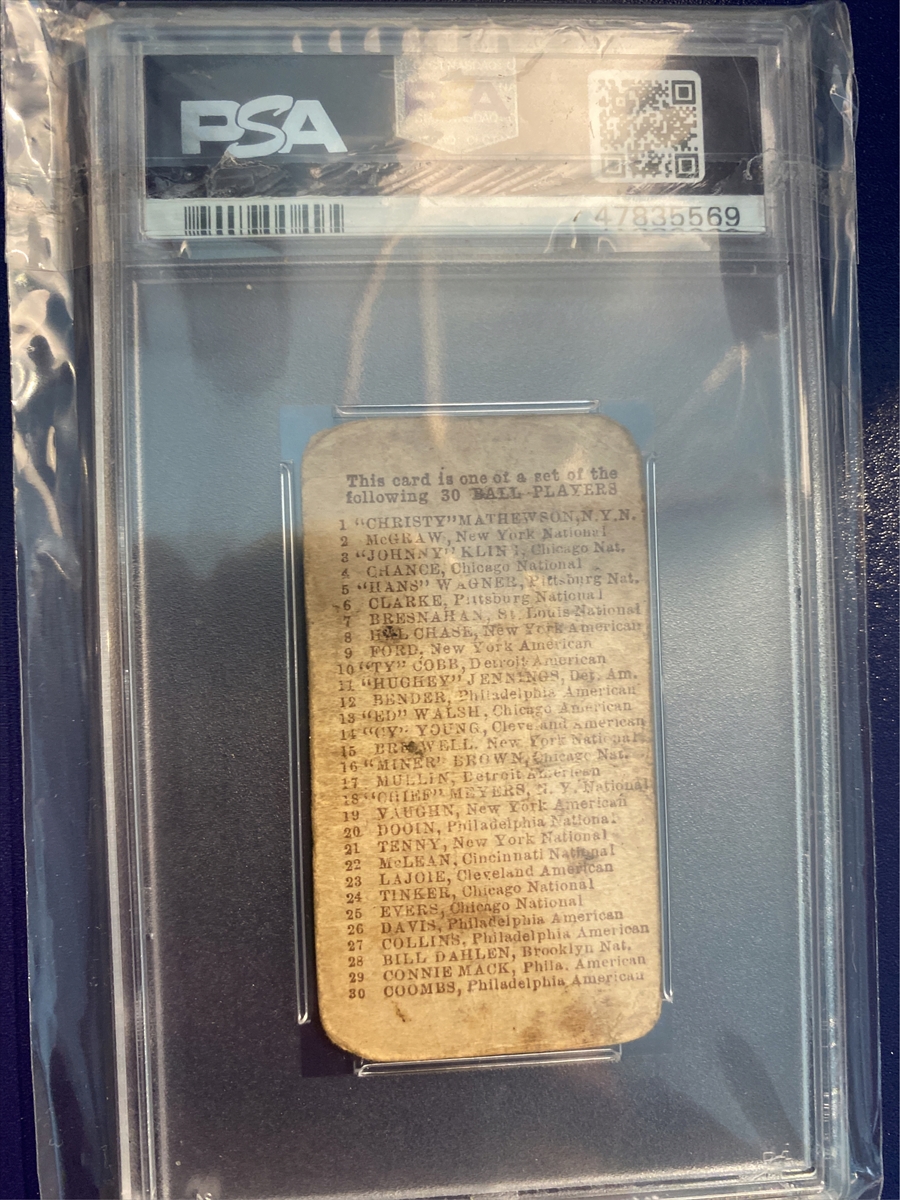 PSA
47835569
This card is one of a set of the
following 30 BALL PLAYERS
1 "CHRISTY" MATHEWSON, N.Y.N.
2 McGRAW, New York National
3 "JOHNNY" KLING, Chicago Nat.
4 CHANCE, Chicago National
5 "HANS" WAGNER, Pittsburg Nat.
6 CLARKE, Pittsburg National
7 BRESNAHAN, St. Louis National
8 HAL CHASE, New York American
9 FORD, New York American
10 "TY" COBB, Detroit American
11 "HUGHEY" JENNINGS, Det. Am.
12 BENDER, Philadelphia American
13 "ED" WALSH, Chicago American
14 "CY" YOUNG, Cleveland American
15 BRIDWELL, New York National
16 "MINER" BROWN, Chicago Nat.
17 MULLIN, Detroit American
18 "CHIEF" MEYERS, N. Y. National
19 VAUGHN, New York American
20 DOOIN, Philadelphia National
21 TENNY, New York National
22 McLEAN, Cincinnati National
23 LAJOIE, Cleveland American
24 TINKER, Chicago National
25 EVERS, Chicago National
26 DAVIS, Philadelphia American
27 COLLINS, Philadelphia American
28 BILL DAHLEN, Brooklyn Nat.
29 CONNIE MACK, Phila. American
30 COOMBS, Philadelphia American